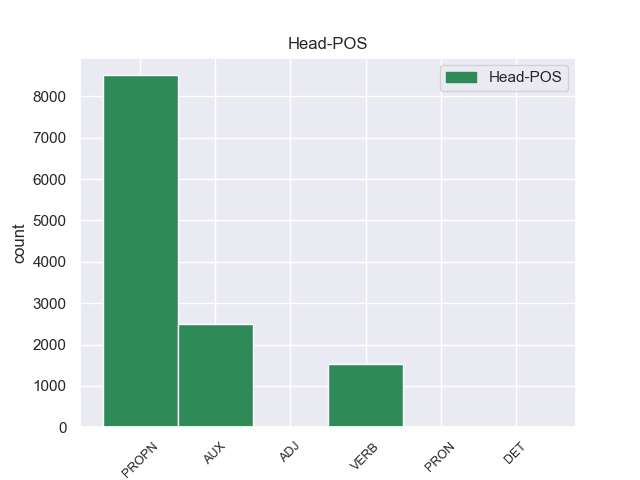 Head-POS
Head-POS
count
8000
7000
6000
5000
4000
3000
2000
1000
0
PROPN
AUX
ADJ
VERB
PRON
DET